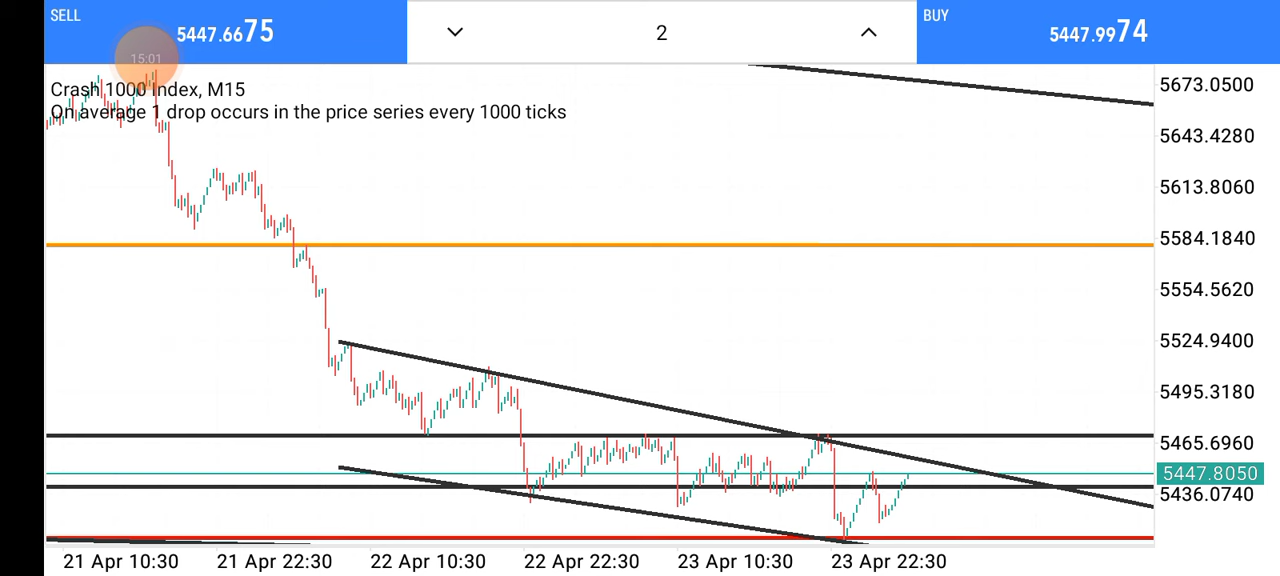 SELL
5447.6675
2
BUY
5447.9974
15:01
Crash 1000 Index, M15
On average 1 drop occurs in the price series every 1000 ticks
5673.0500
5643.4280
5613.8060
5584.1840
5554.5620
5524.9400
5495.3180
5465.6960
5447.8050
5436.0740
21 Apr 10:30
21 Apr 22:30
22 Apr 10:30
22 Apr 22:30
23 Apr 10:30
23 Apr 22:30